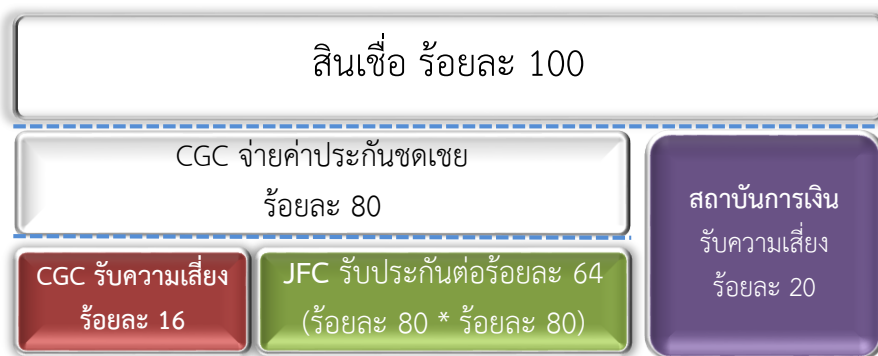 สินเชื่อ ร้อยละ 100
CGC จ่ายค่าประกันชดเชย
ร้อยละ 80
สถาบันการเงิน
รับความเสี่ยง
ร้อยละ 20
CGC รับความเสี่ยง
ร้อยละ 16
JFC รับประกันต่อร้อยละ 64
(ร้อยละ 80 * ร้อยละ 80)